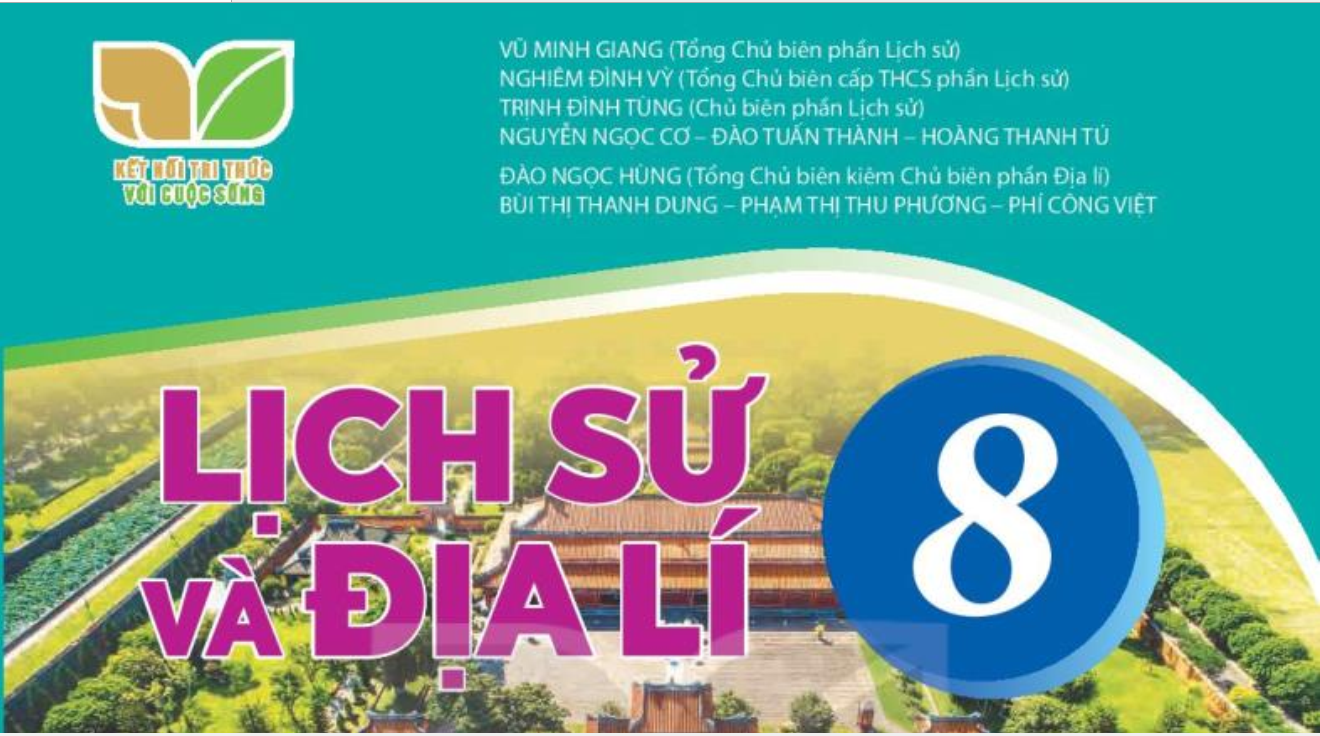 KẾT NỐI TRI THỨC
VỚI CUỘC SỐNG
VŨ MINH GIANG (Tổng Chủ biên phần Lịch sử)
NGHIÊM ĐÌNH VỲ (Tổng Chủ biên cấp THCS phần Lịch sử)
TRỊNH ĐÌNH TÙNG (Chủ biên phần Lịch sử)
NGUYỄN NGỌC CƠ – ĐÀO TUẤN THÀNH – HOÀNG THANH TÚ
ĐÀO NGỌC HÙNG (Tổng Chủ biên kiêm Chủ biên phần Địa lí)
BÙI THỊ THANH DUNG – PHẠM THỊ THU PHƯƠNG – PHÍ CÔNG VIỆT
LỊCH SỬ
VÀ ĐỊA LÍ
8